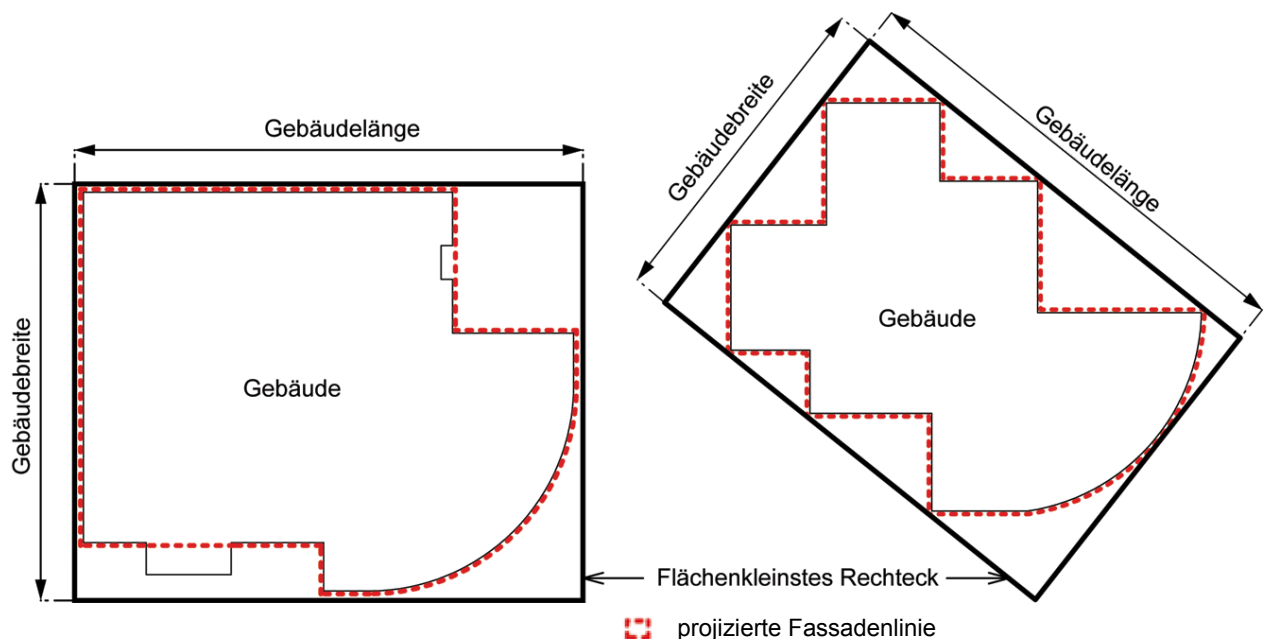 Gebäudelänge
Gebäudebreite
Gebäude
Gebäudebreite
Gebäudelänge
Gebäude
Flächenkleinstes Rechteck
projizierte Fassadenlinie